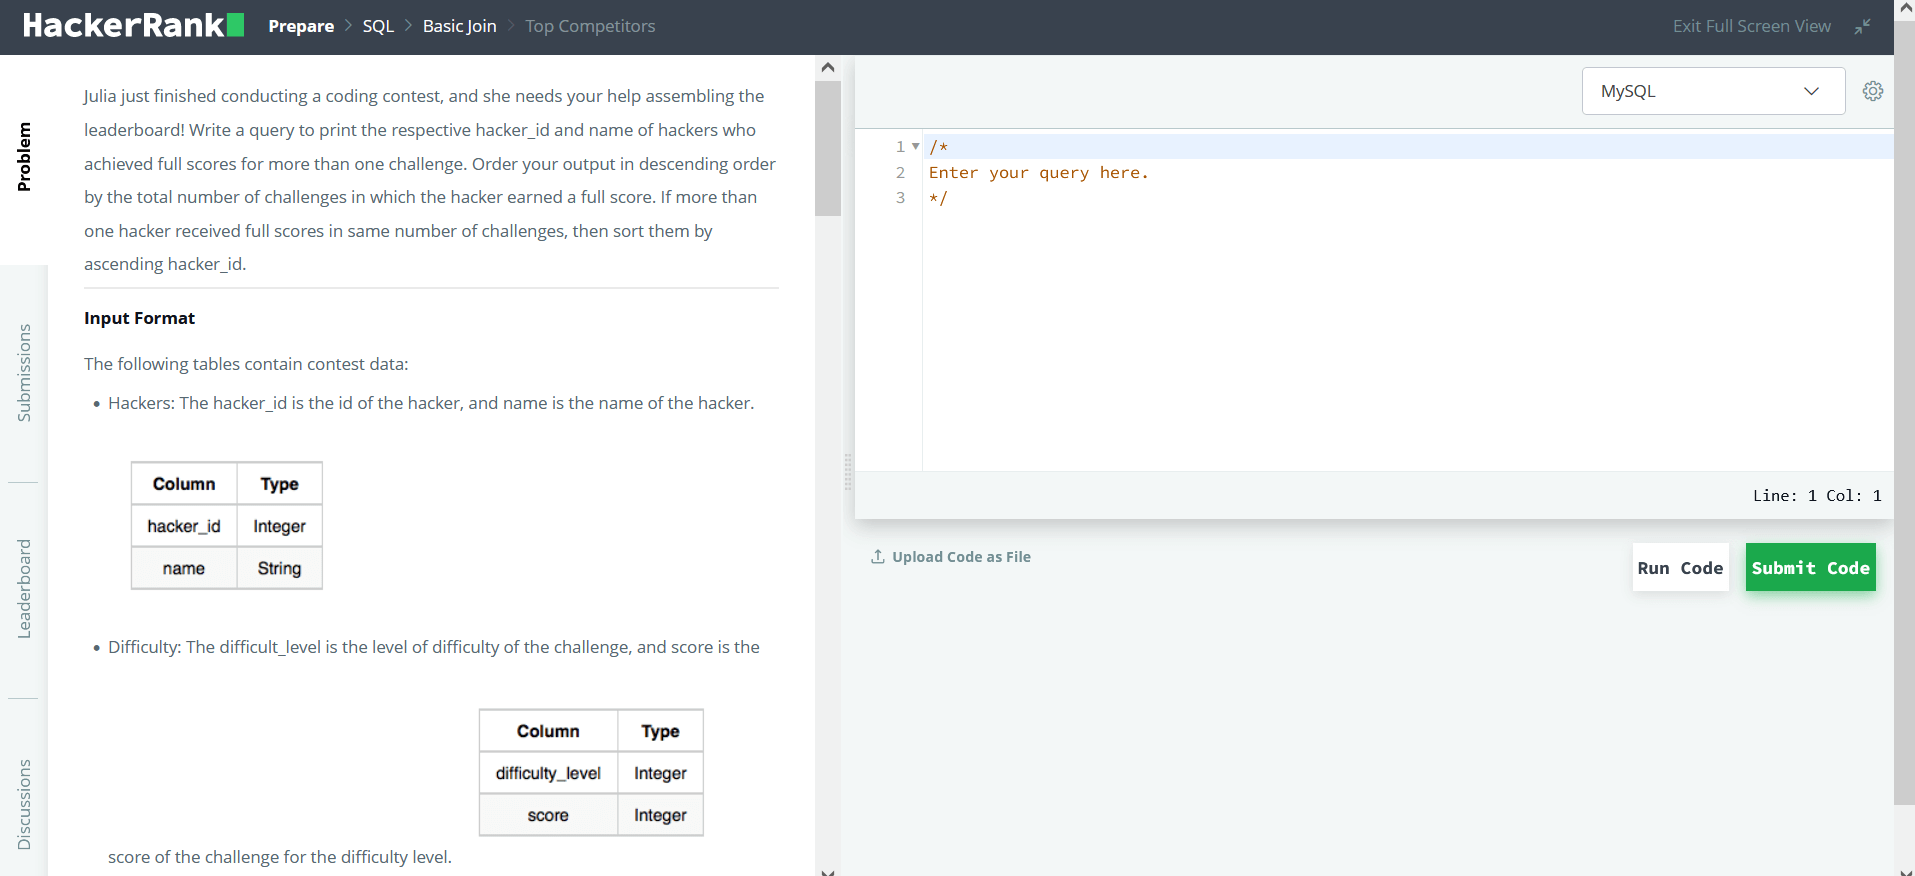 HackerRank
Prepare > SQL > Basic Join > Top Competitors
Exit Full Screen View
Problem
Submissions
Leaderboard
Discussions
Julia just finished conducting a coding contest, and she needs your help assembling the
leaderboard! Write a query to print the respective hacker_id and name of hackers who
achieved full scores for more than one challenge. Order your output in descending order
by the total number of challenges in which the hacker earned a full score. If more than
one hacker received full scores in same number of challenges, then sort them by
ascending hacker_id.
Input Format
The following tables contain contest data:
• Hackers: The hacker_id is the id of the hacker, and name is the name of the hacker.
Column Type
hacker_id Integer
name String
• Difficulty: The difficult_level is the level of difficulty of the challenge, and score is the
Column Type
difficulty_level Integer
score Integer
score of the challenge for the difficulty level.
MySQL
1 /*
2 Enter your query here.
3 */
Line: 1 Col: 1
Upload Code as File
Run Code
Submit Code